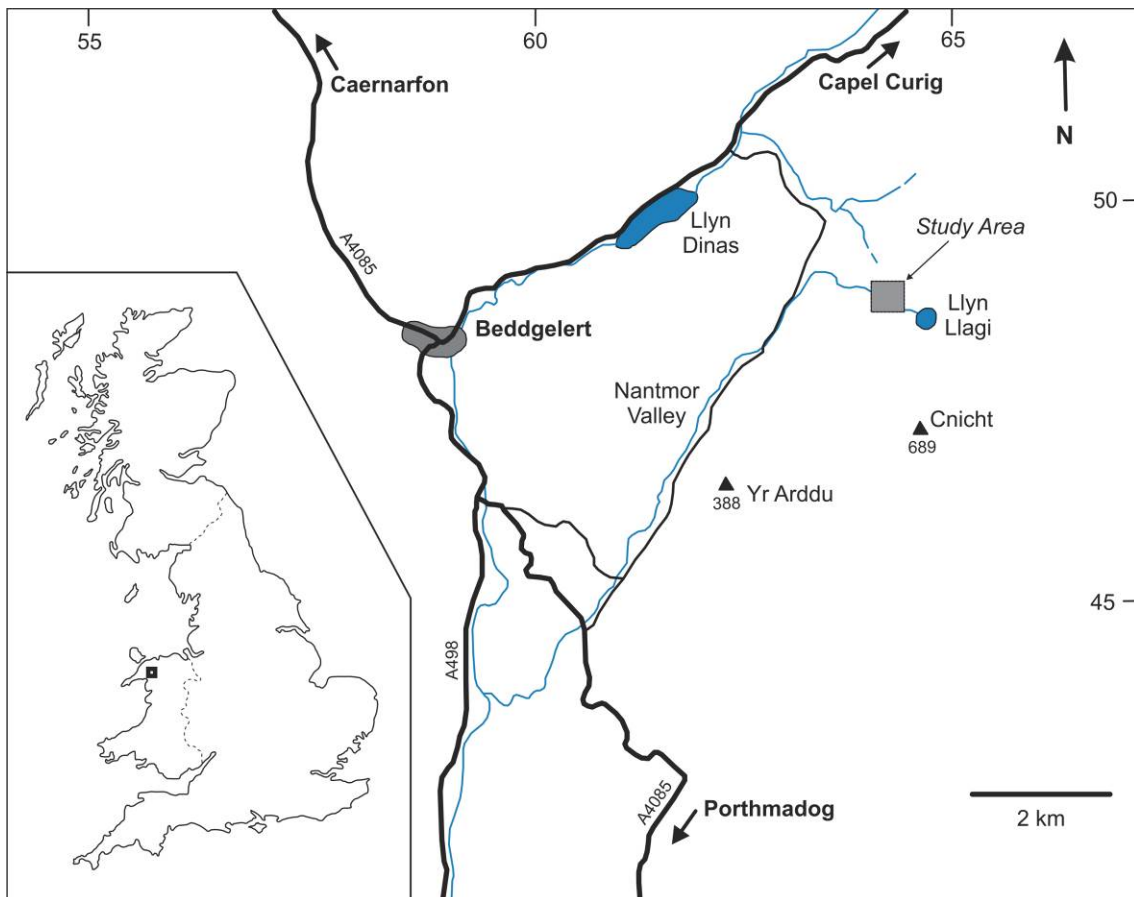 55
60
65
Caernarfon
Capel Curig
N
A4085
Llyn
Dinas
50
Study Area
Beddgelert
Llyn
Llagi
Nantmor
Valley
Cnicht
689
Yr Arddu
388
45
A498
A4085
Porthmadog
2 km